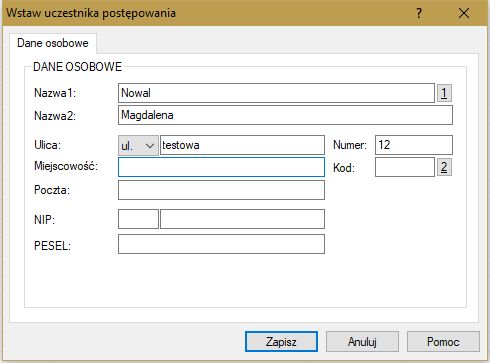 Wstaw uczestnika postępowania ?
Dane osobowe
DANE OSOBOWE
Nazwa1: Nowal 1
Nazwa2: Magdalena
Ulica: ul. testowa Numer: 12
Miejscowość: Kod: 2
Poczta:
NIP:
PESEL:
Zapisz Anuluj Pomoc